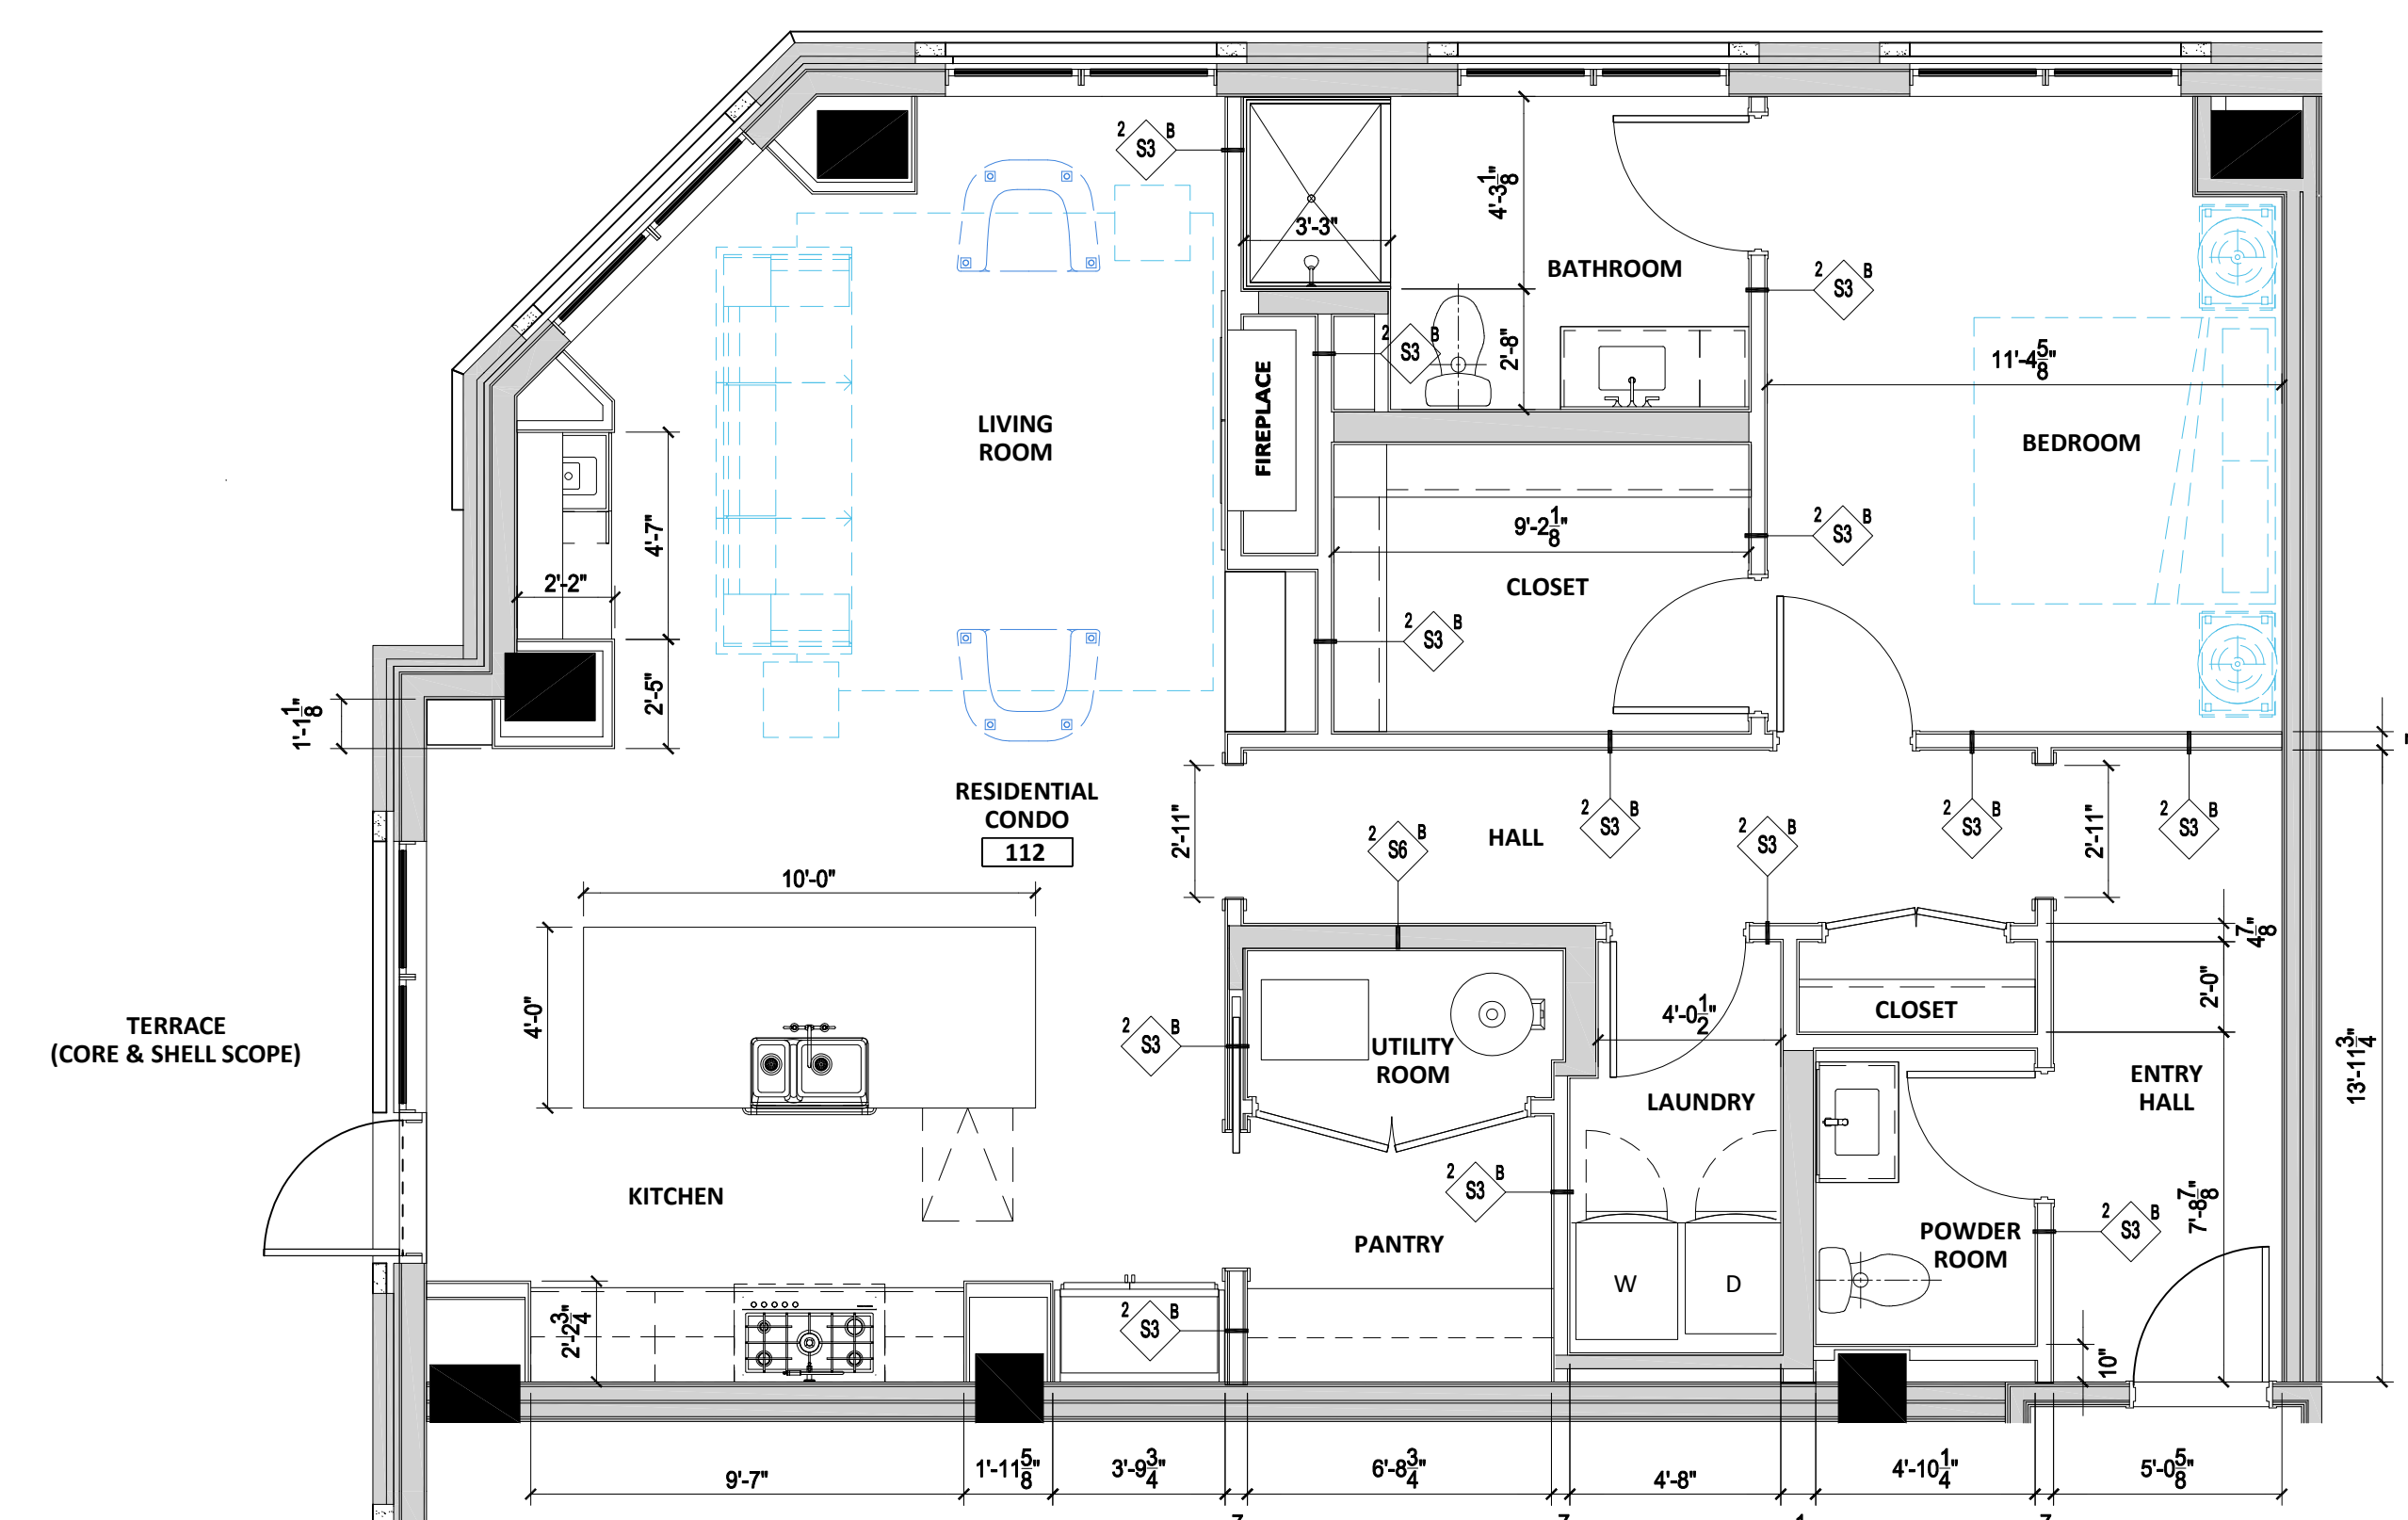 2 B
S3
4'-3 1/8"
3'-3"
BATHROOM
2 B
S3
2'-8"
2 B
S3
FIREPLACE
11'-4 5/8"
LIVING
ROOM
BEDROOM
4'-7"
2'-2"
9'-2 1/8"
2 B
S3
CLOSET
2 B
S3
2'-5"
1'-1 1/8"
RESIDENTIAL
CONDO
112
2'-11"
HALL
2 B
S6
2 B
S3
2 B
S3
2 B
S3
2'-11"
2 B
S3
10'-0"
4'-0"
TERRACE
(CORE & SHELL SCOPE)
2 B
S3
UTILITY
ROOM
4'-0 1/2"
CLOSET
4 7/8"
2'-0"
13'-11 3/4"
LAUNDRY
ENTRY
HALL
KITCHEN
PANTRY
2 B
S3
POWDER
ROOM
2 B
S3
7'-8 7/8"
W
D
2'-2 3/4"
2 B
S3
10"
9'-7"
1'-11 5/8"
3'-9 3/4"
6'-8 3/4"
4'-8"
4'-10 1/4"
5'-0 5/8"